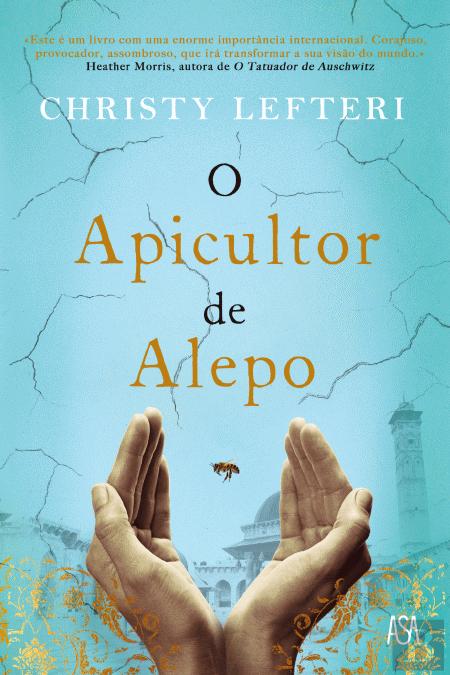 «Este é um livro com uma enorme importância internacional. Corajoso,
provocador, assombroso, que irá transformar a sua visão do mundo.»
Heather Morris, autora de O Tatuador de Auschwitz
CHRISTY LEFTERI
O
Apicultor
de
Alepo
ASA